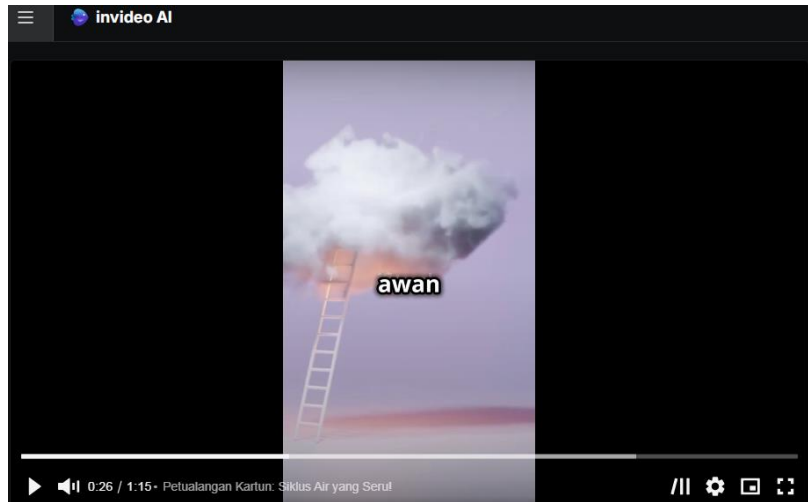 invideo AI
awan
0:26 / 1:15 • Petualangan Kartun: Siklus Air yang Seru!